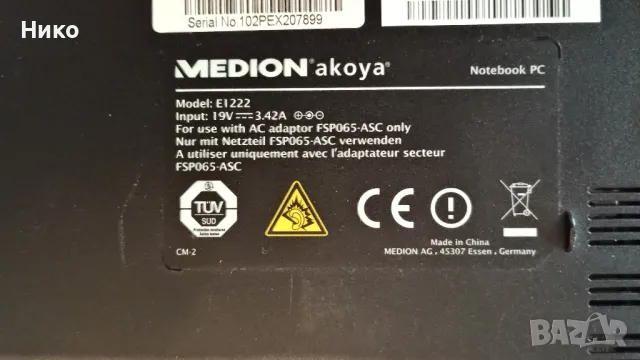 Нико
Serial No.102PEX207899
MEDION® akoya®
Notebook PC
Model: E1222
Input: 19V⎓3.42A
For use with AC adaptor FSP065-ASC only
Nur mit Netzteil FSP065-ASC verwenden
A utiliser uniquement avec l'adaptateur secteur
FSP065-ASC
TÜV
SUD
CE
Made in China
CM-2
MEDION AG , 45307 Essen , Germany
BAZAR